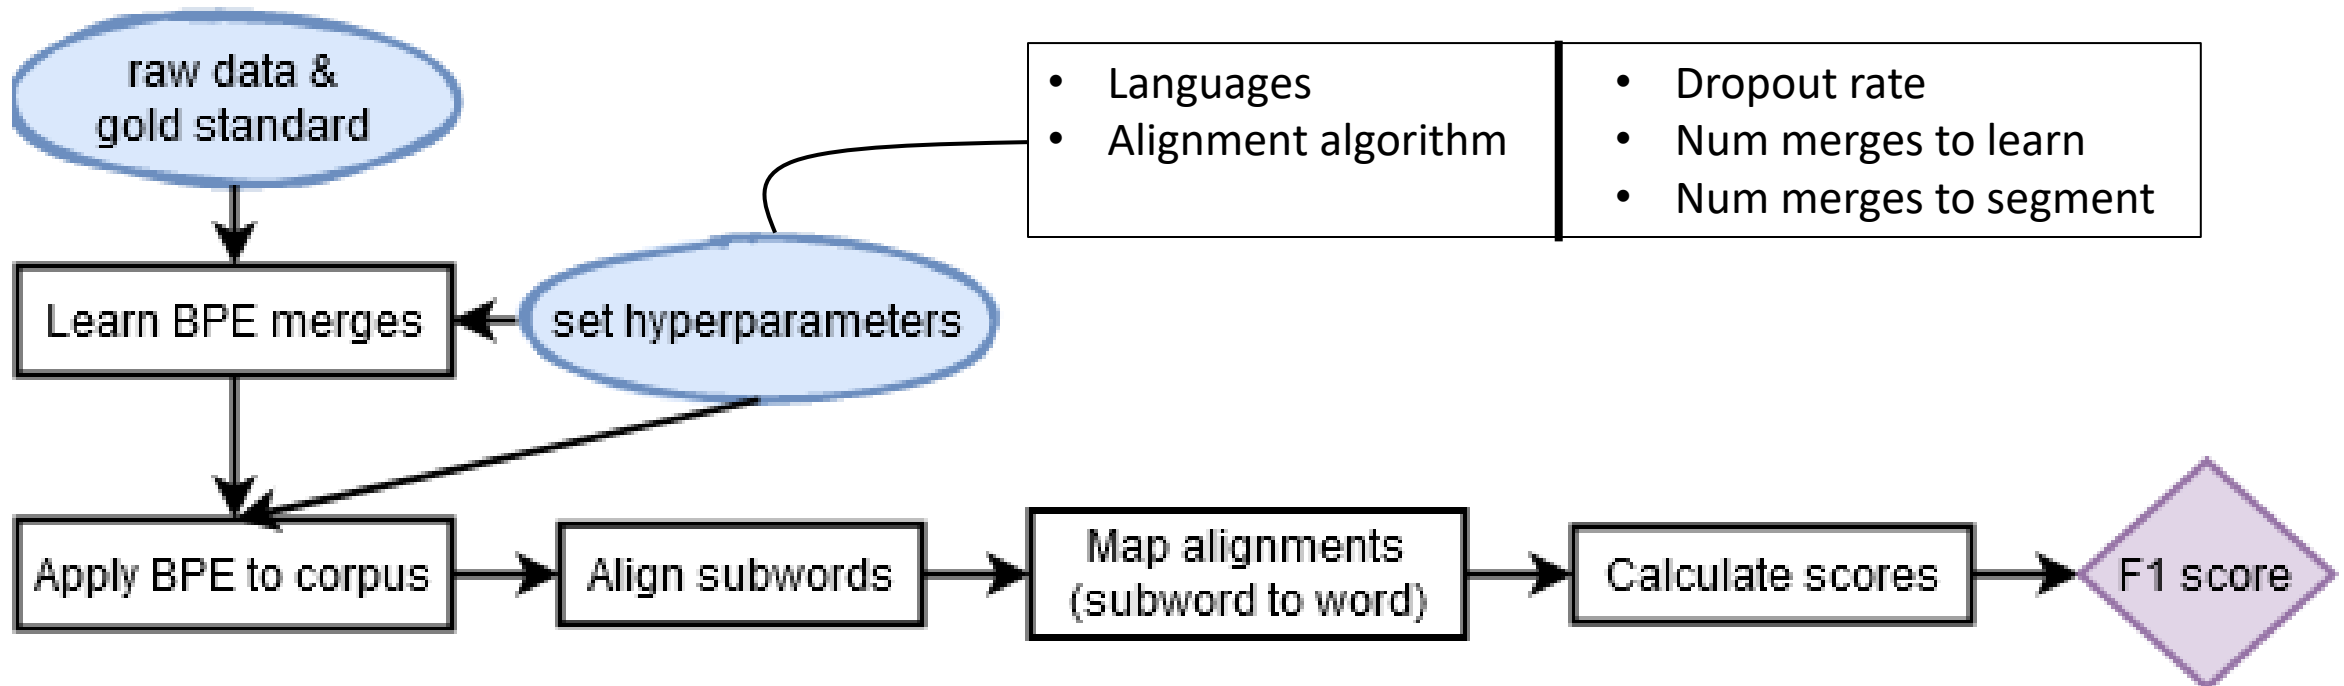 raw data &
gold standard
• Languages
• Alignment algorithm
• Dropout rate
• Num merges to learn
• Num merges to segment
Learn BPE merges
set hyperparameters
Apply BPE to corpus
Align subwords
Map alignments
(subword to word)
Calculate scores
F1 score